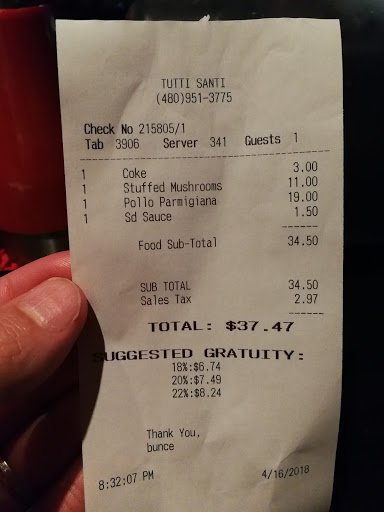 TUTTI SANTI
(480)951-3775
Check No 215805/1
Tab 3906 Server 341 Guests 1
1 Coke 3.00
1 Stuffed Mushrooms 11.00
1 Pollo Parmigiana 19.00
1 Sd Sauce 1.50
Food Sub-Total 34.50
SUB TOTAL 34.50
Sales Tax 2.97
TOTAL: $37.47
SUGGESTED GRATUITY:
18%:$6.74
20%:$7.49
22%:$8.24
Thank You,
bunce
8:32:07 PM 4/16/2018